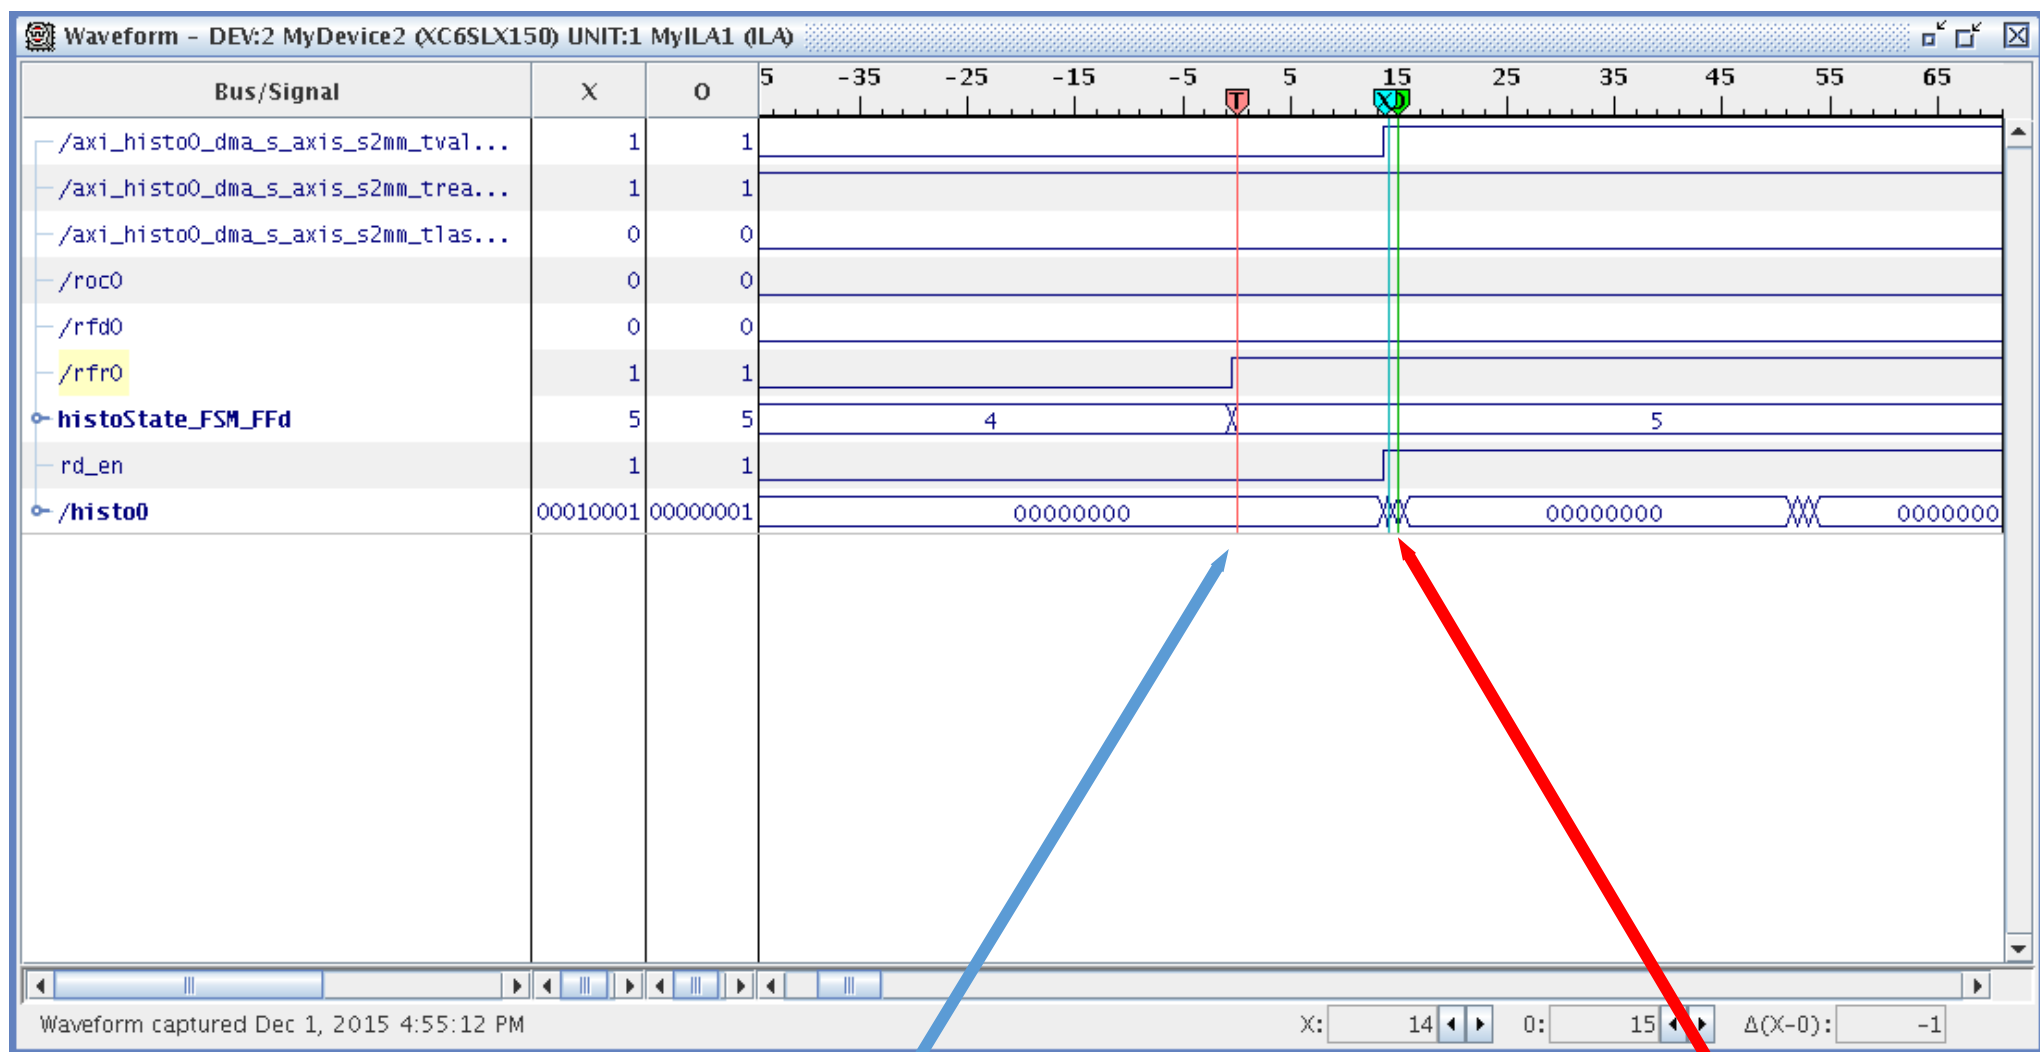 Waveform - DEV:2 MyDevice2 (XC6SLX150) UNIT:1 MyILA1 (ILA)
Bus/Signal X O 5 -35 -25 -15 -5 5 15 25 35 45 55 65
T X O
/axi_histo0_dma_s_axis_s2mm_tval... 1 1
/axi_histo0_dma_s_axis_s2mm_trea... 1 1
/axi_histo0_dma_s_axis_s2mm_tlas... 0 0
/roc0 0 0
/rfd0 0 0
/rfr0 1 1
histoState_FSM_FFd 5 5 4 5
rd_en 1 1
/histo0 00010001 00000001 00000000 00000000 0000000
Waveform captured Dec 1, 2015 4:55:12 PM X: 14 O: 15 Δ(X-O): -1